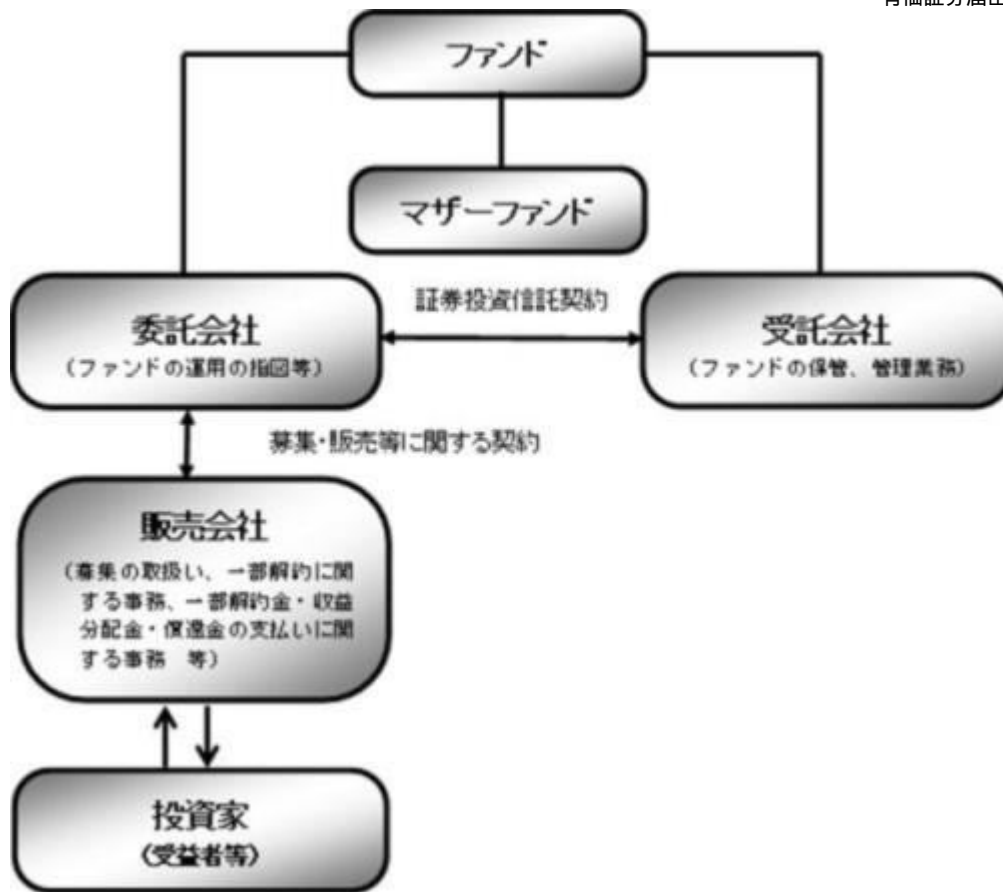 ファンド
マザーファンド
証券投資信託契約
委託会社
(ファンドの運用の指図等)
受託会社
(ファンドの保管、管理業務)
募集・販売等に関する契約
販売会社
(募集の取扱い、一部解約に関
する事務、一部解約金・収益
分配金・償還金の支払いに関
する事務 等)
投資家
(受益者等)